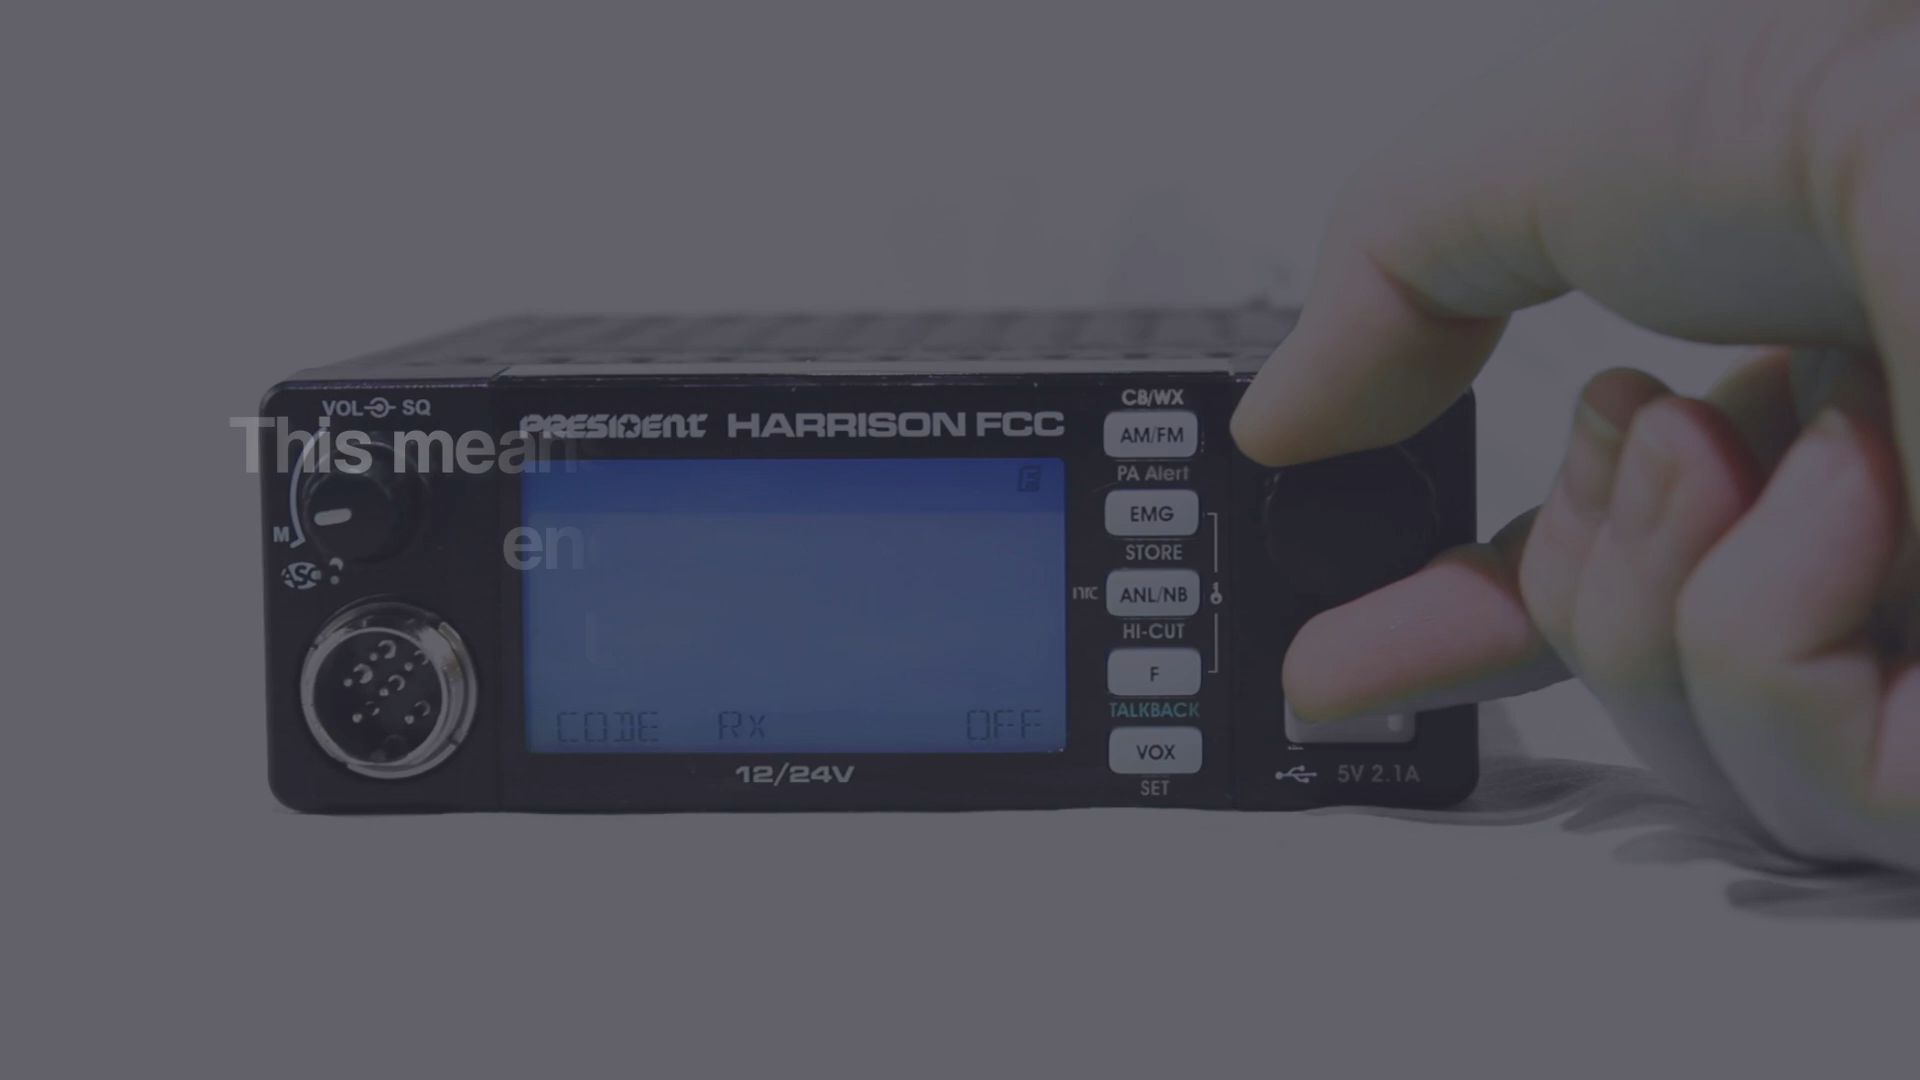 VOL SQ
This mean
M
ASC
en
PRESIDENT HARRISON FCC
CODE Rx OFF
12/24V
CB/WX
AM/FM
PA Alert
EMG
STORE
ANL/NB
HI-CUT
F
TALKBACK
VOX
SET
5V 2.1A